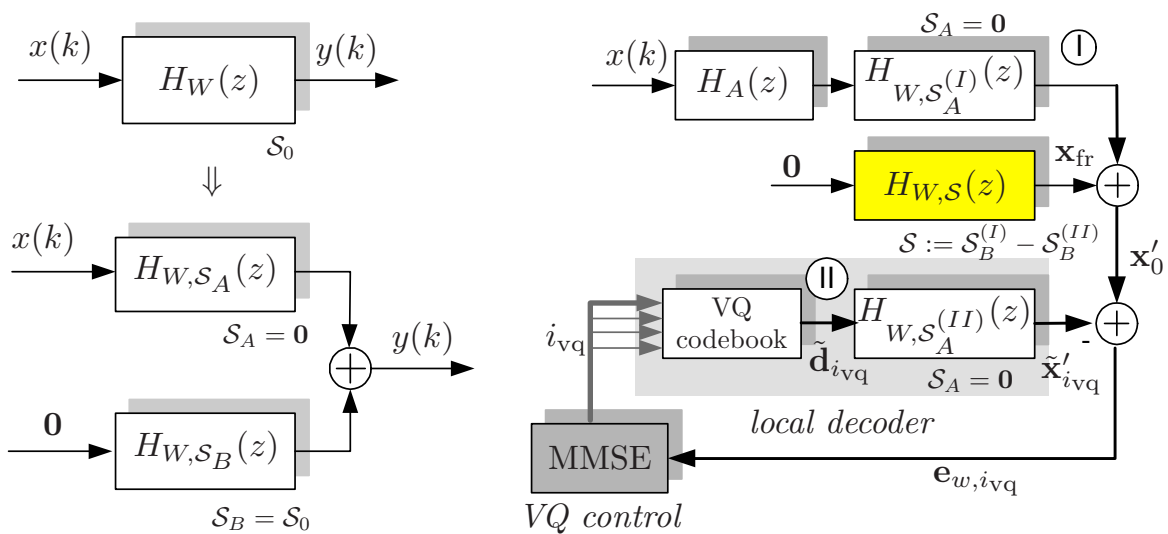 x(k)
H_W(z)
y(k)
S_0
⇓
x(k)
H_{W,S_A}(z)
S_A = 0
y(k)
+
0
H_{W,S_B}(z)
S_B = S_0
x(k)
H_A(z)
S_A = 0
H_{W,S_A^{(I)}}(z)
I
0
H_{W,S}(z)
x_fr
+
S := S_B^{(I)} − S_B^{(II)}
x'_0
i_vq
VQ
codebook
II
d̃_{i_vq}
H_{W,S_A^{(II)}}(z)
S_A = 0
+
-
x̃'_{i_vq}
local decoder
MMSE
e_{w,i_vq}
VQ control